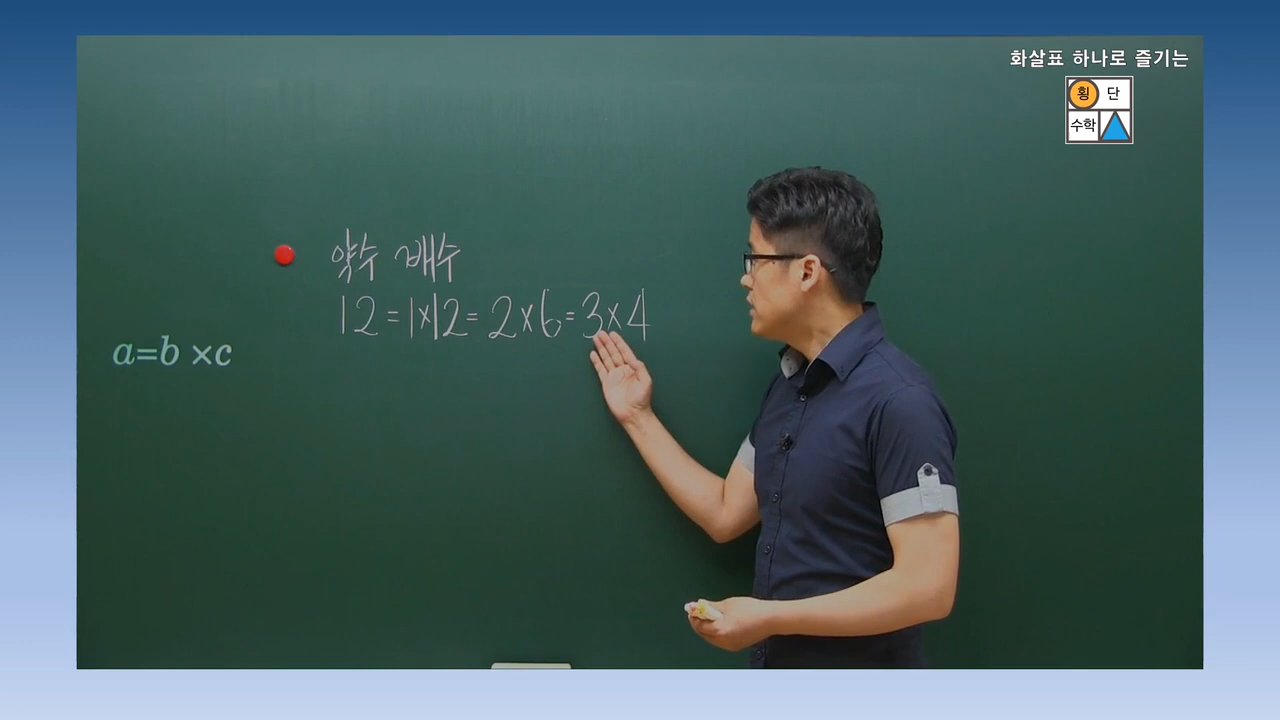 화살표 하나로 즐기는
횡 단
수학
약수 배수
12=1×12=2×6=3×4
a=b ×c